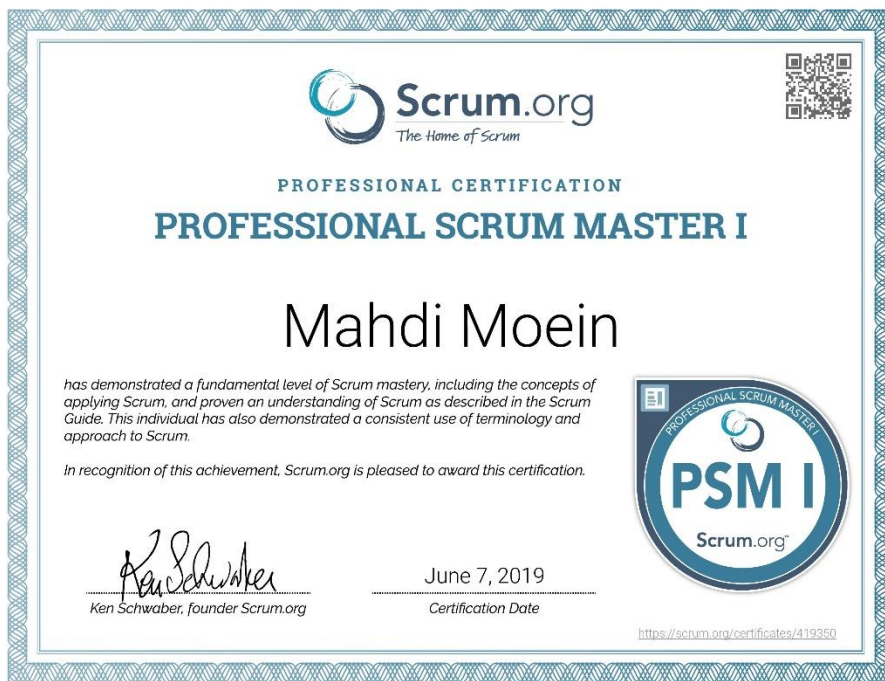 Scrum.org
The Home of Scrum
PROFESSIONAL CERTIFICATION
PROFESSIONAL SCRUM MASTER I
Mahdi Moein
has demonstrated a fundamental level of Scrum mastery, including the concepts of
applying Scrum, and proven an understanding of Scrum as described in the Scrum
Guide. This individual has also demonstrated a consistent use of terminology and
approach to Scrum.
In recognition of this achievement, Scrum.org is pleased to award this certification.
PROFESSIONAL SCRUM MASTER I
PSM I
Scrum.org™
Ken Schwaber
Ken Schwaber, founder Scrum.org
June 7, 2019
Certification Date
https://scrum.org/certificates/419350